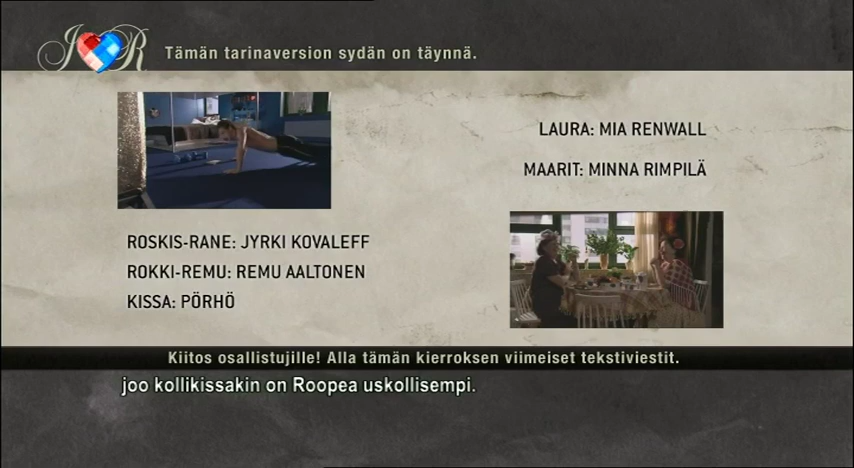 J R
Tämän tarinaversion sydän on täynnä.
LAURA: MIA RENWALL
MAARIT: MINNA RIMPILÄ
ROSKIS-RANE: JYRKI KOVALEFF
ROKKI-REMU: REMU AALTONEN
KISSA: PÖRHÖ
Kiitos osallistujille! Alla tämän kierroksen viimeiset tekstiviestit.
joo kollikissakin on Roopea uskollisempi.